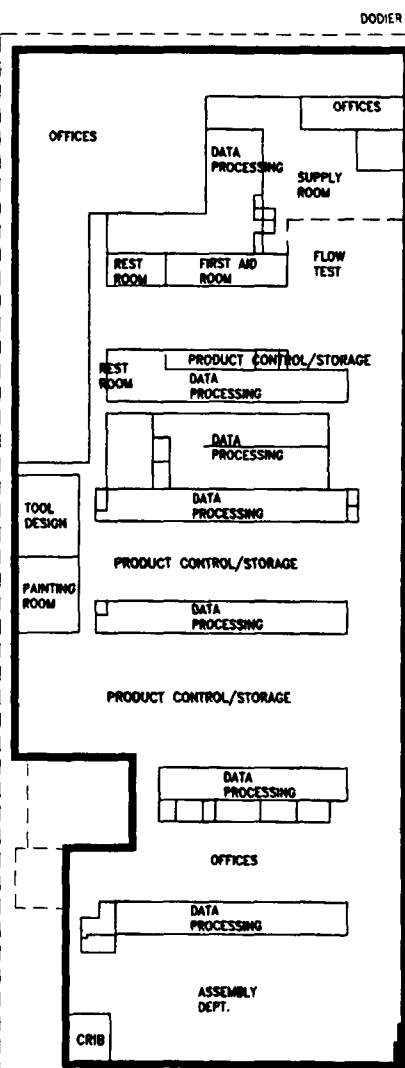 DODIER
OFFICES
OFFICES
DATA
PROCESSING
SUPPLY
ROOM
REST
ROOM
FIRST AID
ROOM
FLOW
TEST
PRODUCT CONTROL/STORAGE
REST
ROOM
DATA
PROCESSING
DATA
PROCESSING
DATA
PROCESSING
TOOL
DESIGN
PRODUCT CONTROL/STORAGE
PAINTING
ROOM
DATA
PROCESSING
PRODUCT CONTROL/STORAGE
DATA
PROCESSING
OFFICES
DATA
PROCESSING
ASSEMBLY
DEPT.
CRIB